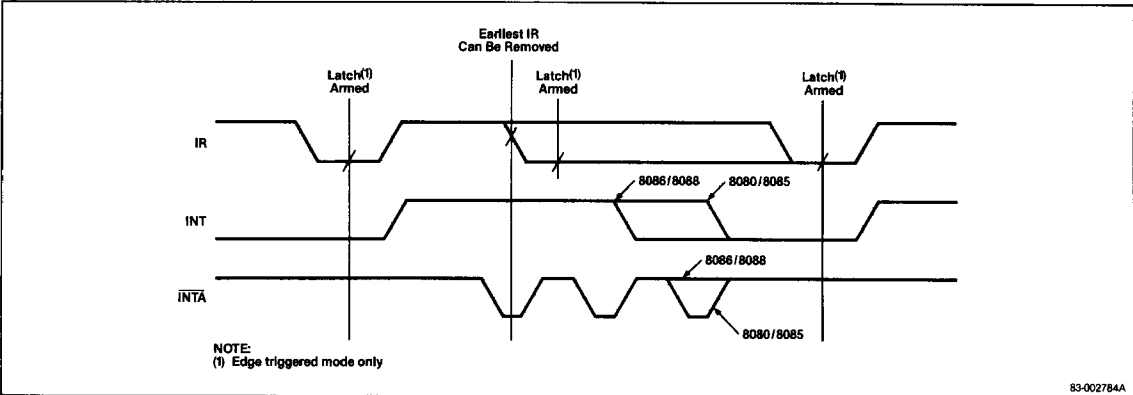 Earliest IR
Can Be Removed
Latch(1)
Armed
Latch(1)
Armed
Latch(1)
Armed
IR
8086/8088
8080/8085
INT
8086/8088
INTA
8080/8085
NOTE:
(1) Edge triggered mode only
83-002784A